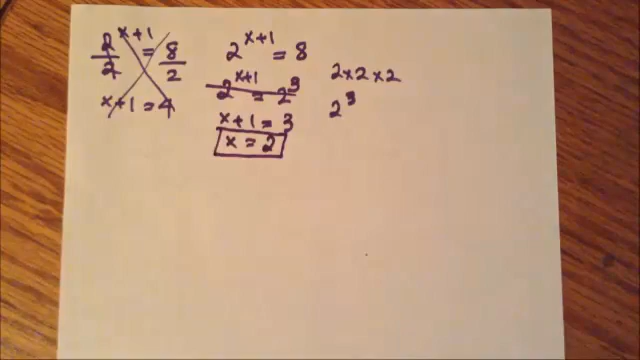 2^(x+1) / 2 = 8 / 2
x+1 = 4
2^(x+1) = 8
2^(x+1) = 2^3
x+1 = 3
x = 2
2×2×2
2^3